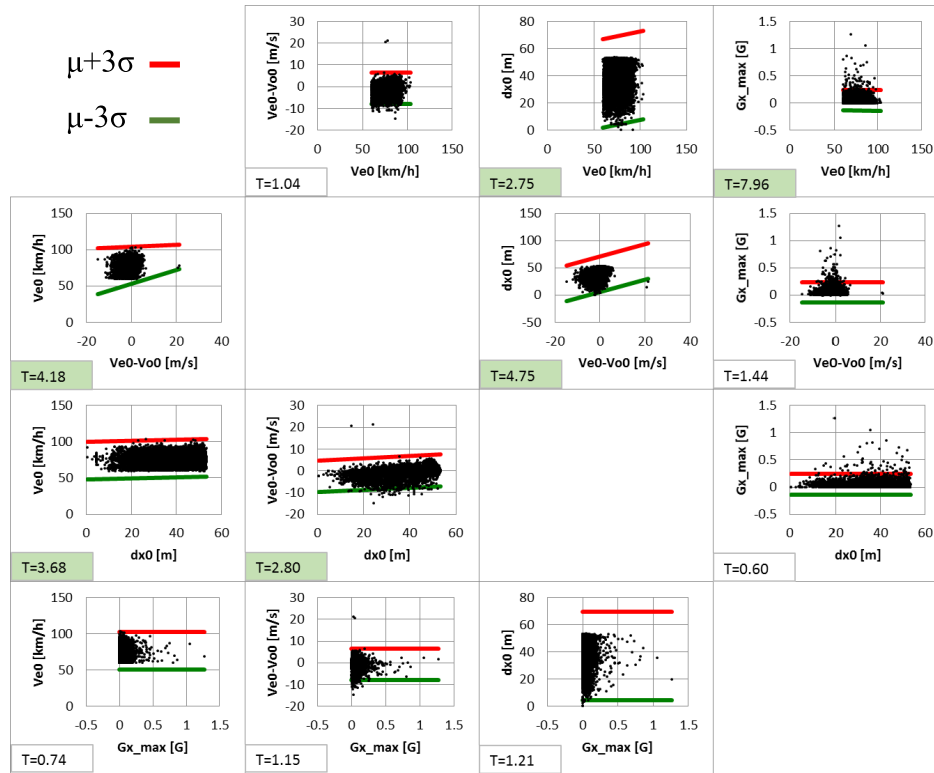 μ+3σ
μ-3σ
30
20
10
0
-10
-20
0 50 100 150
Ve0-Vo0 [m/s]
Ve0 [km/h]
T=1.04
80
60
40
20
0
0 50 100 150
dx0 [m]
Ve0 [km/h]
T=2.75
1.5
1
0.5
0
-0.5
0 50 100 150
Gx_max [G]
Ve0 [km/h]
T=7.96
150
100
50
0
-20 0 20 40
Ve0 [km/h]
Ve0-Vo0 [m/s]
T=4.18
150
100
50
0
-50
-20 0 20 40
dx0 [m]
Ve0-Vo0 [m/s]
T=4.75
1.5
1
0.5
0
-0.5
-20 0 20 40
Gx_max [G]
Ve0-Vo0 [m/s]
T=1.44
150
100
50
0
0 20 40 60
Ve0 [km/h]
dx0 [m]
T=3.68
30
20
10
0
-10
-20
0 20 40 60
Ve0-Vo0 [m/s]
dx0 [m]
T=2.80
1.5
1
0.5
0
-0.5
0 20 40 60
Gx_max [G]
dx0 [m]
T=0.60
150
100
50
0
-0.5 0 0.5 1 1.5
Ve0 [km/h]
Gx_max [G]
T=0.74
30
20
10
0
-10
-20
-0.5 0 0.5 1 1.5
Ve0-Vo0 [m/s]
Gx_max [G]
T=1.15
80
60
40
20
0
-0.5 0 0.5 1 1.5
dx0 [m]
Gx_max [G]
T=1.21